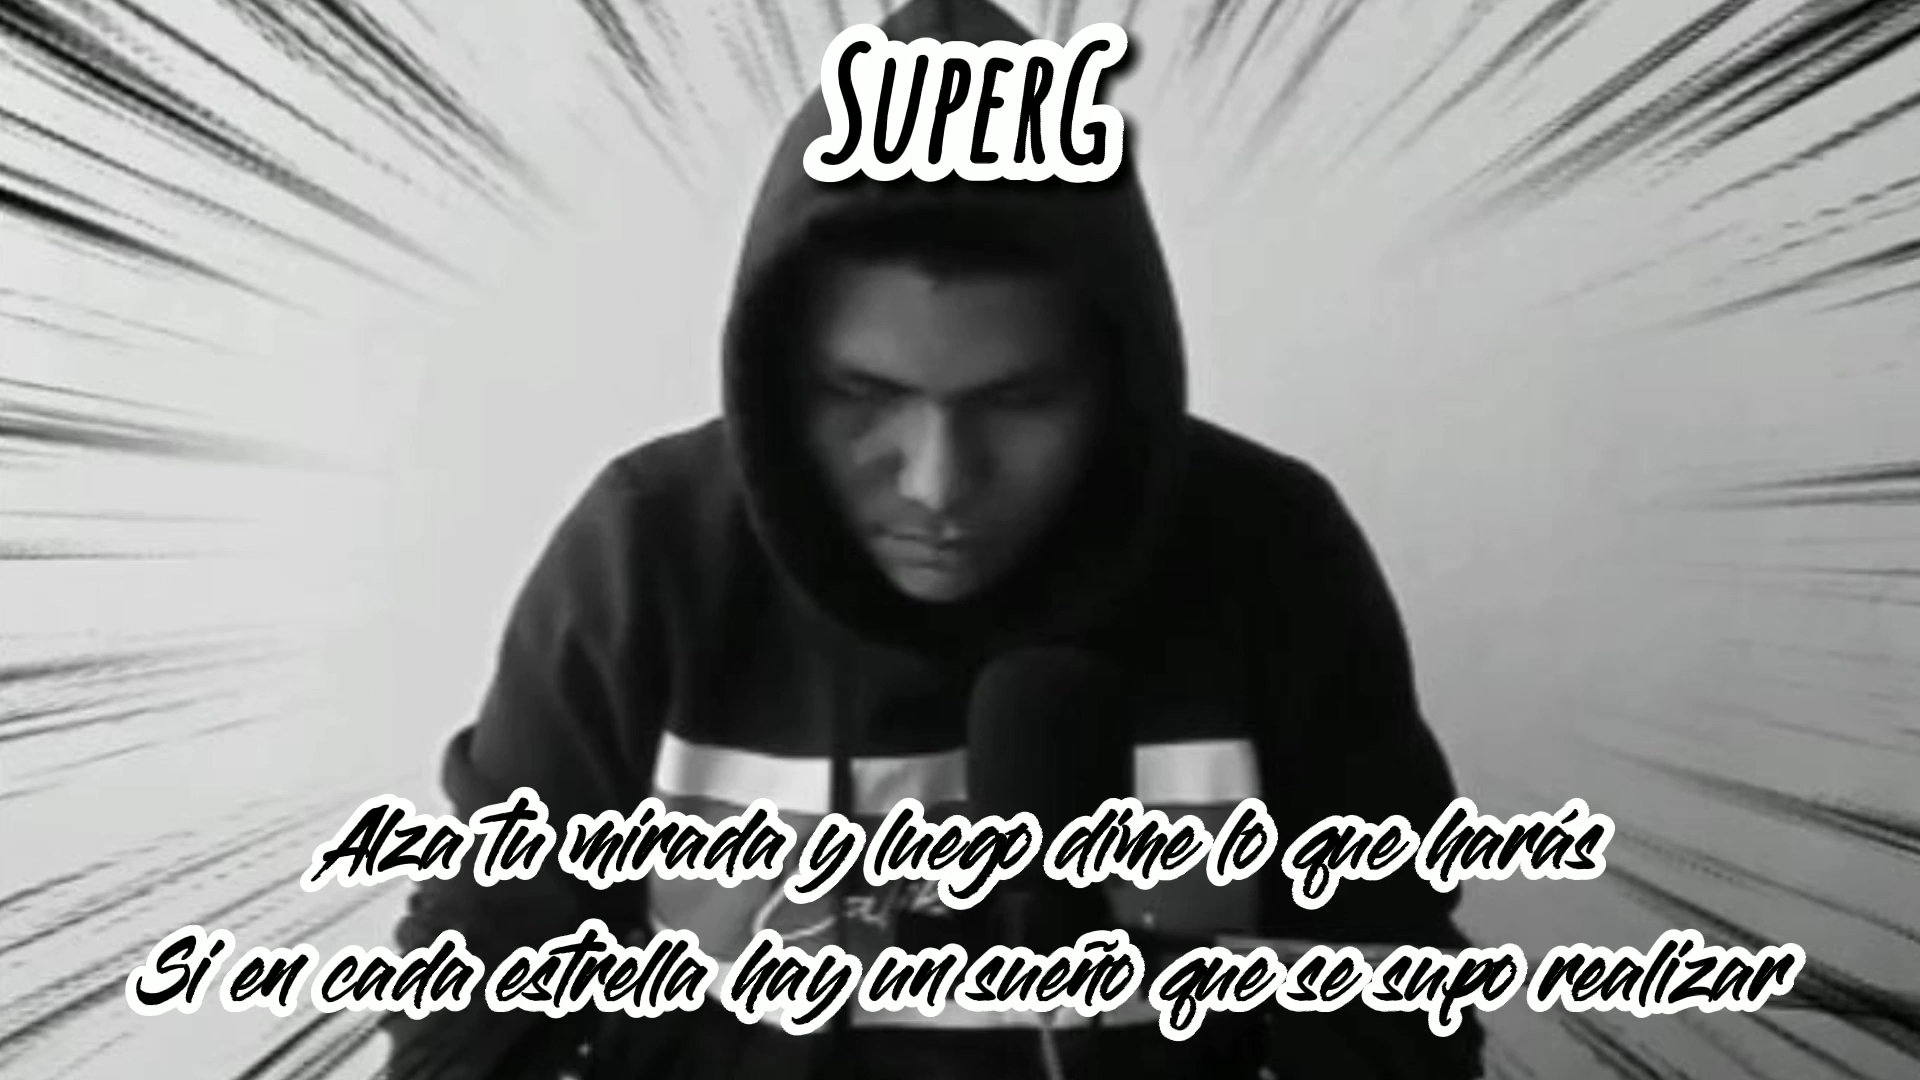 SUPERG
Alza tu mirada y luego dime lo que harás
Si en cada estrella hay un sueño que se supo realizar